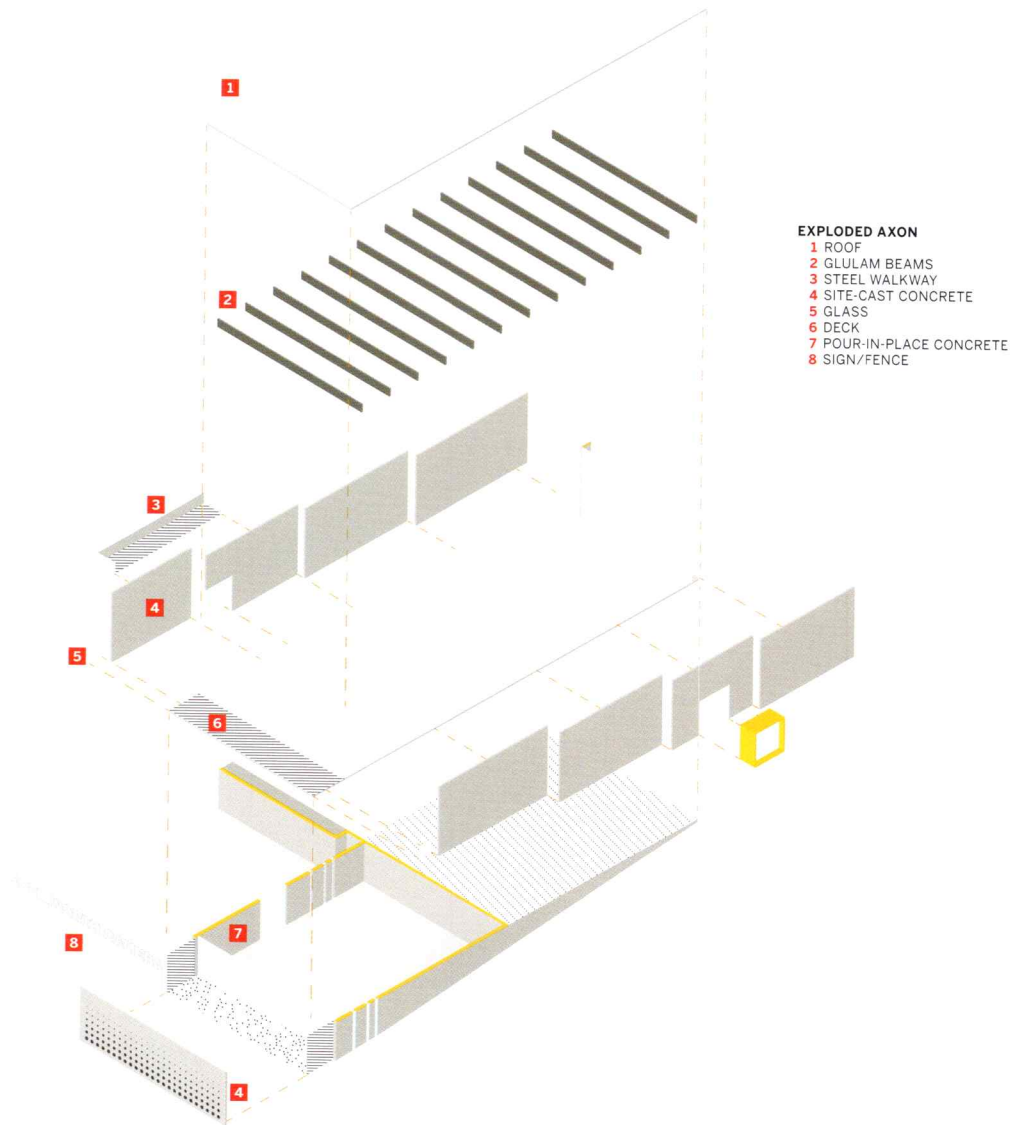 1
2
3
4
5
6
7
8
4
EXPLODED AXON
1 ROOF
2 GLULAM BEAMS
3 STEEL WALKWAY
4 SITE-CAST CONCRETE
5 GLASS
6 DECK
7 POUR-IN-PLACE CONCRETE
8 SIGN/FENCE